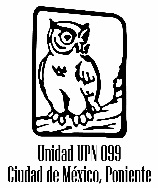 Unidad UPN 099
Ciudad de México, Poniente